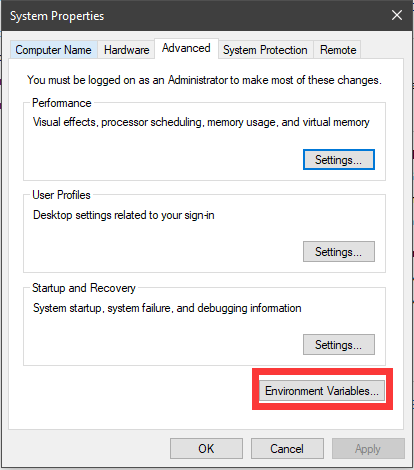 System Properties
Computer Name Hardware Advanced System Protection Remote
You must be logged on as an Administrator to make most of these changes.
Performance
Visual effects, processor scheduling, memory usage, and virtual memory
Settings...
User Profiles
Desktop settings related to your sign-in
Settings...
Startup and Recovery
System startup, system failure, and debugging information
Settings...
Environment Variables...
OK Cancel Apply